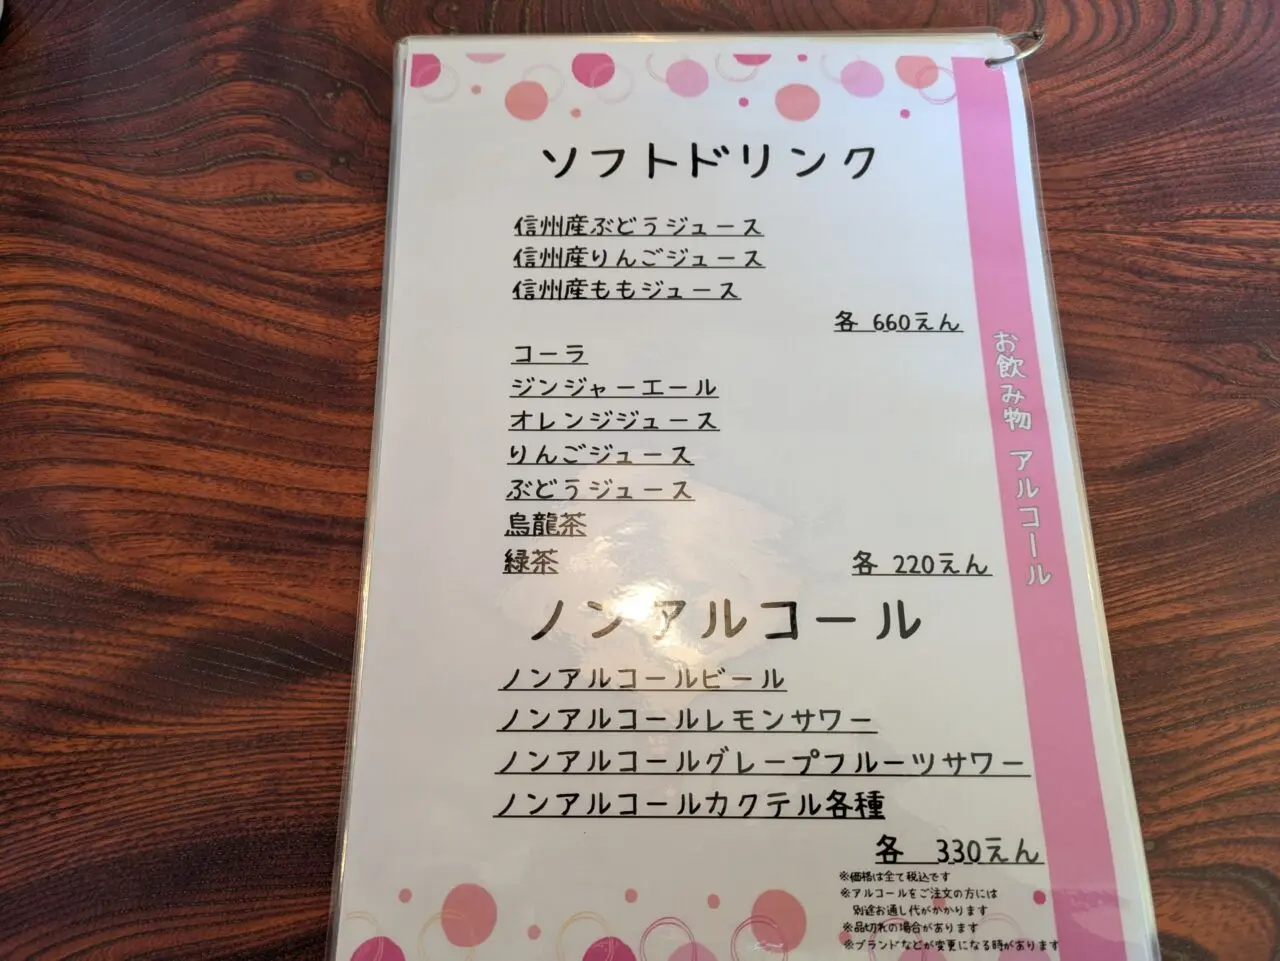 ソフトドリンク
信州産ぶどうジュース
信州産りんごジュース
信州産ももジュース
各 660えん
コーラ
ジンジャーエール
オレンジジュース
りんごジュース
ぶどうジュース
烏龍茶
緑茶
各 220えん
ノンアルコール
ノンアルコールビール
ノンアルコールレモンサワー
ノンアルコールグレープフルーツサワー
ノンアルコールカクテル各種
各 330えん
※価格は全て税込です
※アルコールをご注文の方には
別途お通し代がかかります
※品切れの場合があります
※ブランドなどが変更になる時があります
お飲み物 アルコール